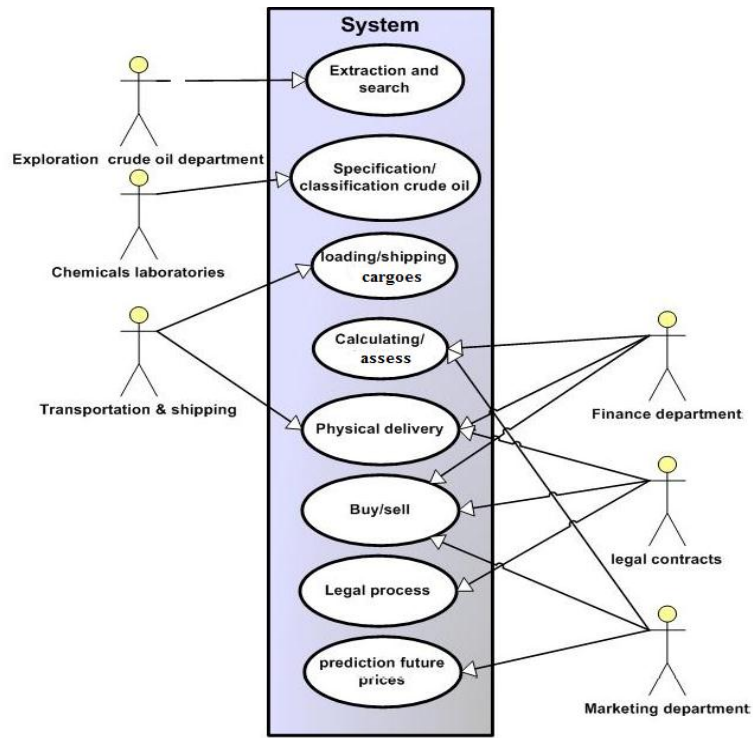 System
Extraction and
search
Exploration crude oil department
Specification/
classification crude oil
Chemicals laboratories
loading/shipping
cargoes
Calculating/
assess
Transportation & shipping
Finance department
Physical delivery
Buy/sell
legal contracts
Legal process
prediction future
prices
Marketing department